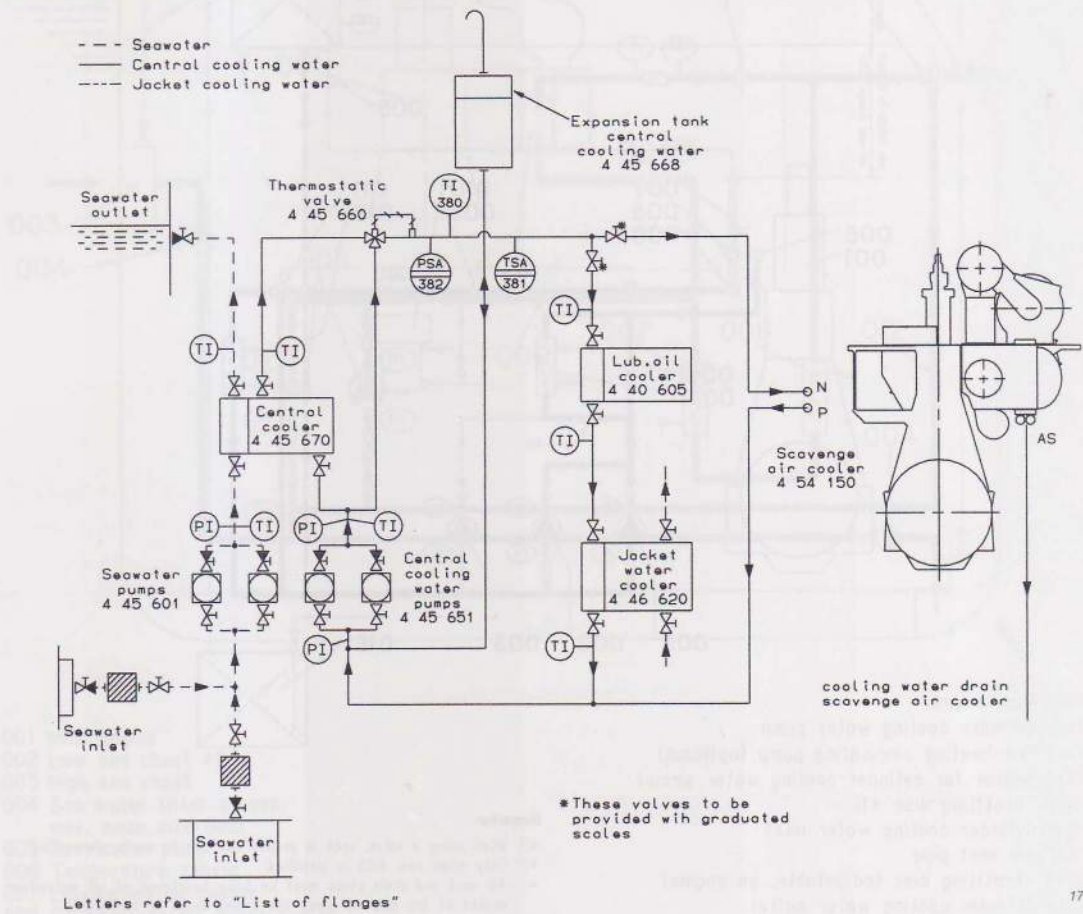 Seawater
Central cooling water
Jacket cooling water
Expansion tank
central
cooling water
4 45 668
Seawater
outlet
Thermostatic
valve
4 45 660
TI
380
PSA
382
TSA
381
TI
TI
TI
Lub.oil
cooler
4 40 605
N
P
Central
cooler
4 45 670
TI
Scavenge
air cooler
4 54 150
AS
PI
TI
PI
TI
Seawater
pumps
4 45 601
Central
cooling
water
pumps
4 45 651
Jacket
water
cooler
4 46 620
PI
TI
Seawater
inlet
cooling water drain
scavenge air cooler
*These valves to be
provided wih graduated
scales
Seawater
inlet
Letters refer to "List of flanges"
17